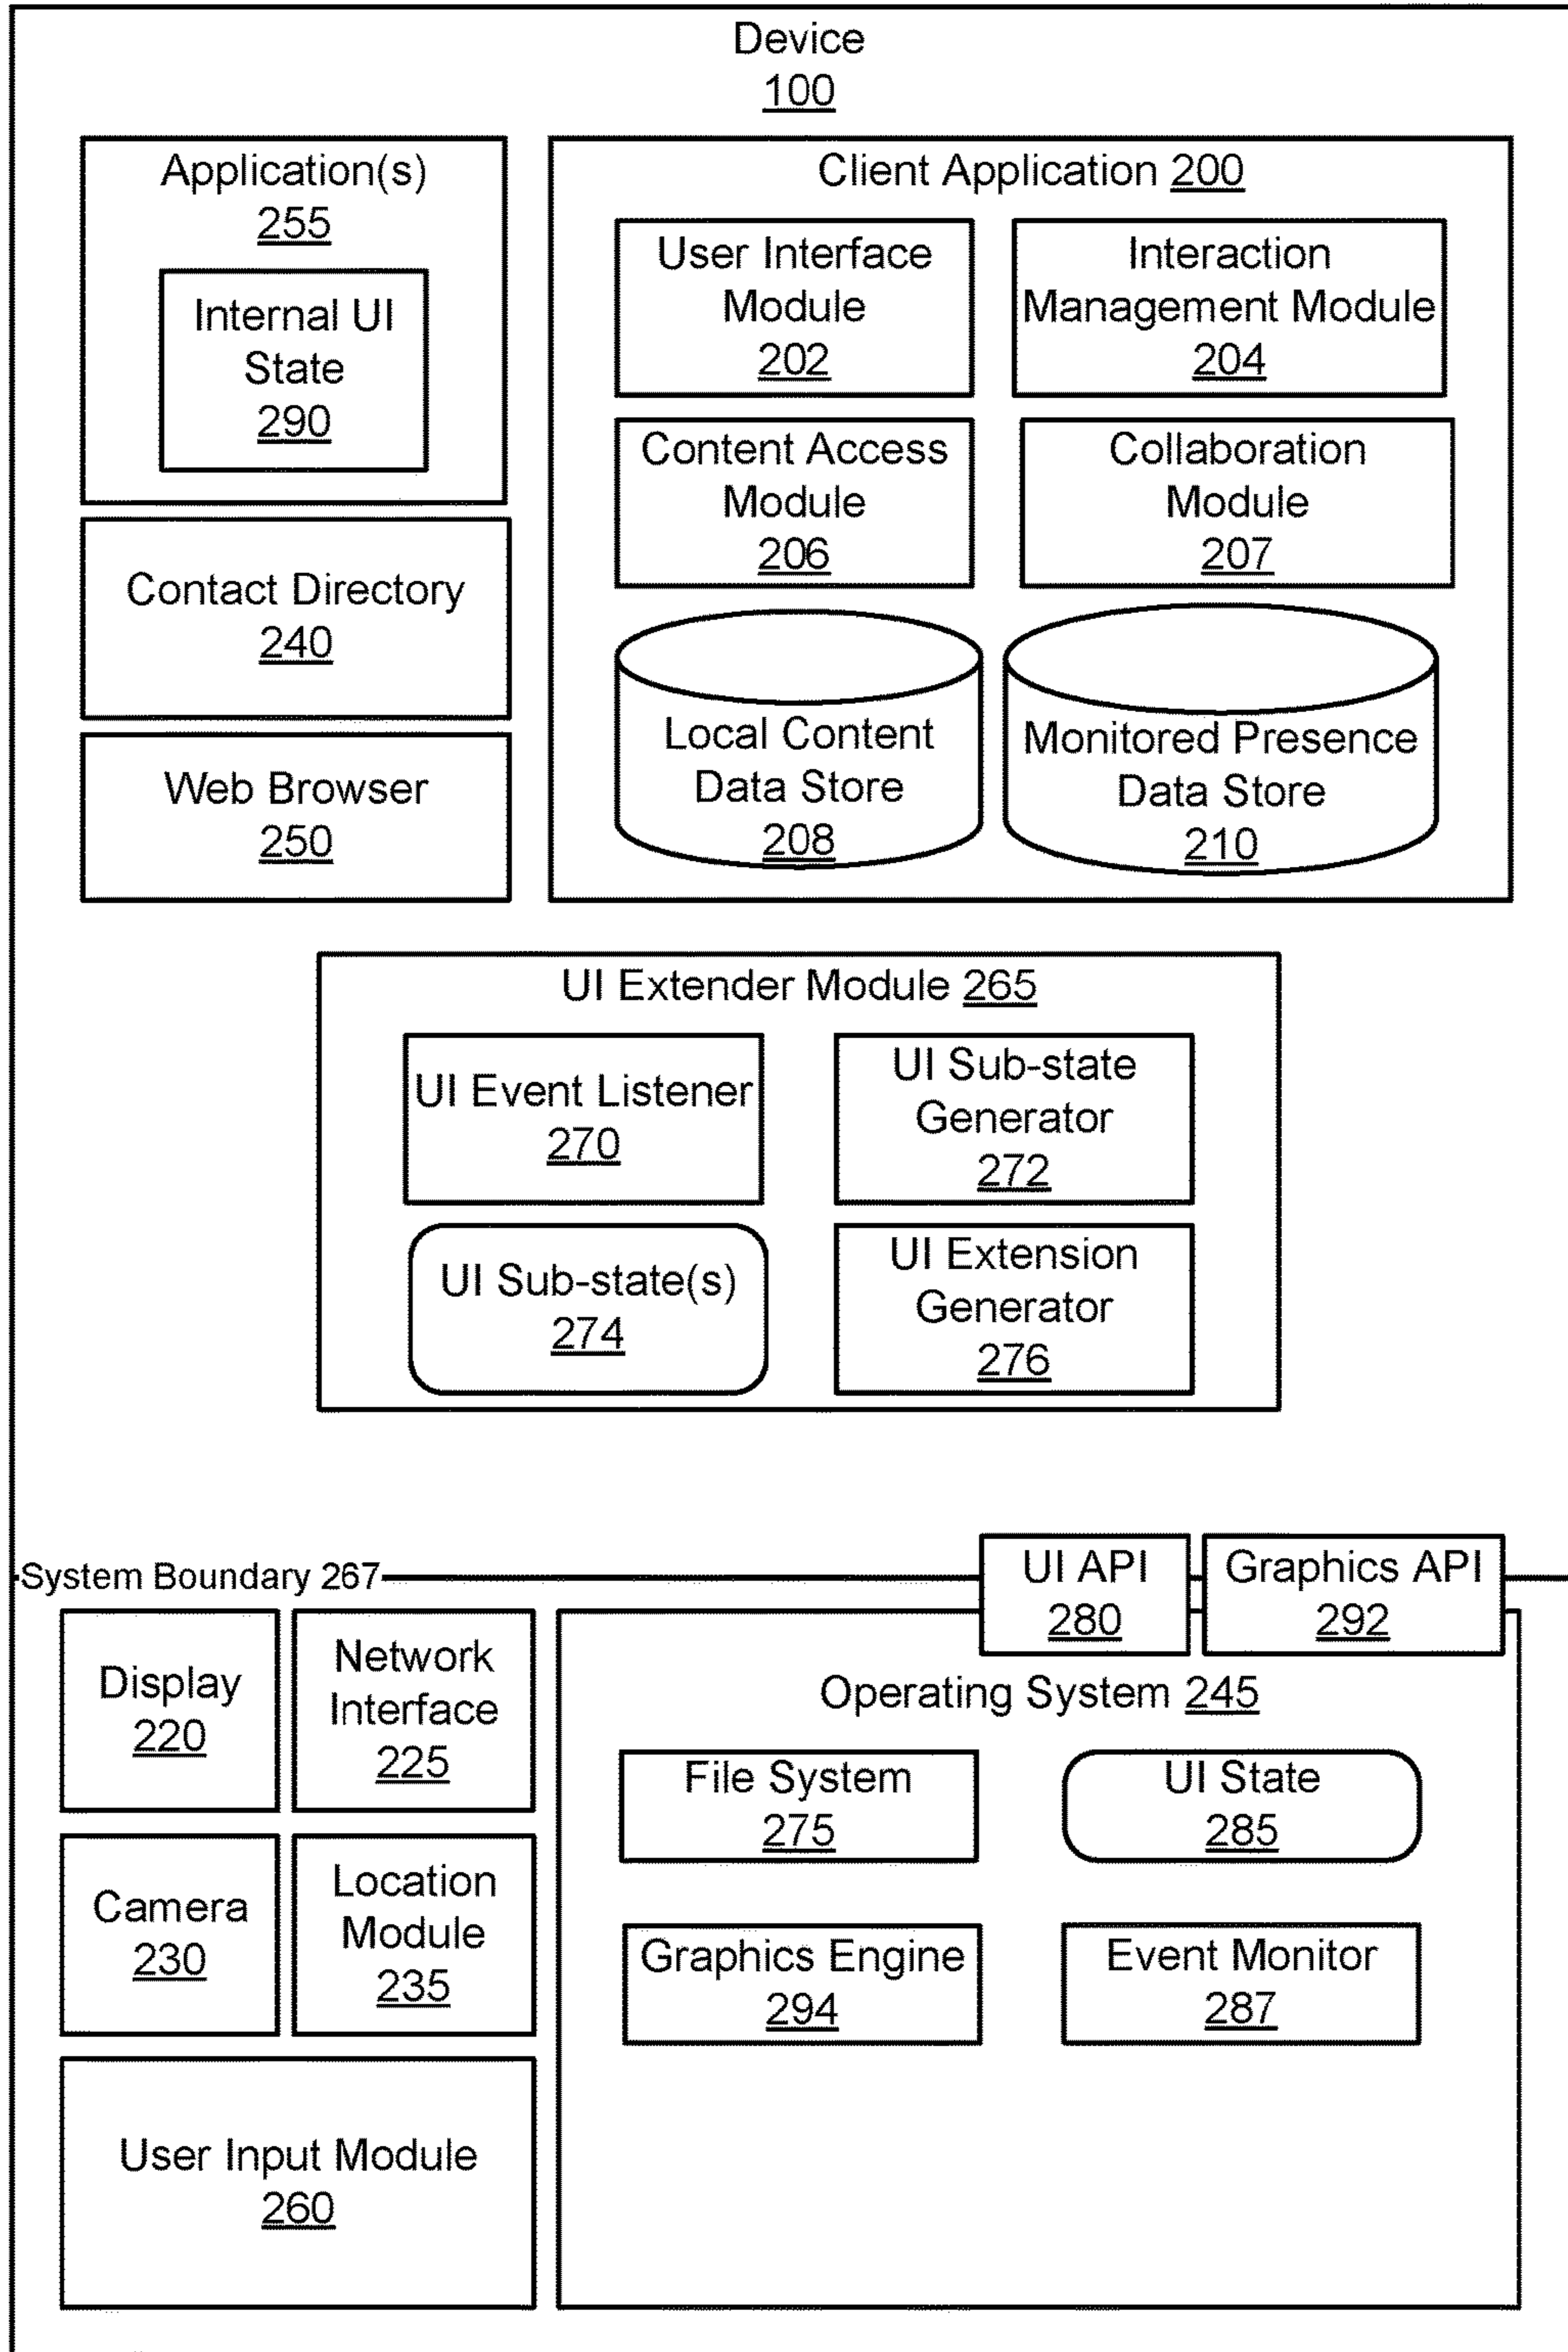 Device
100
Application(s)
255
Internal UI
State
290
Contact Directory
240
Web Browser
250
Client Application 200
User Interface
Module
202
Interaction
Management Module
204
Content Access
Module
206
Collaboration
Module
207
Local Content
Data Store
208
Monitored Presence
Data Store
210
UI Extender Module 265
UI Event Listener
270
UI Sub-state
Generator
272
UI Sub-state(s)
274
UI Extension
Generator
276
System Boundary 267
UI API
280
Graphics API
292
Display
220
Network
Interface
225
Camera
230
Location
Module
235
User Input Module
260
Operating System 245
File System
275
UI State
285
Graphics Engine
294
Event Monitor
287